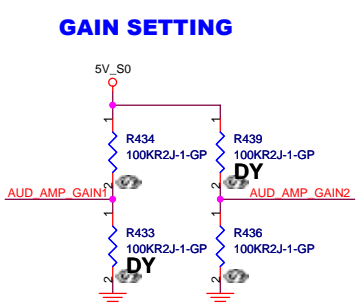 GAIN SETTING
5V_S0
1
1
R434
100KR2J-1-GP
R439
100KR2J-1-GP
DY
2
2
AUD_AMP_GAIN1
AUD_AMP_GAIN2
1
1
R433
100KR2J-1-GP
DY
R436
100KR2J-1-GP
2
2